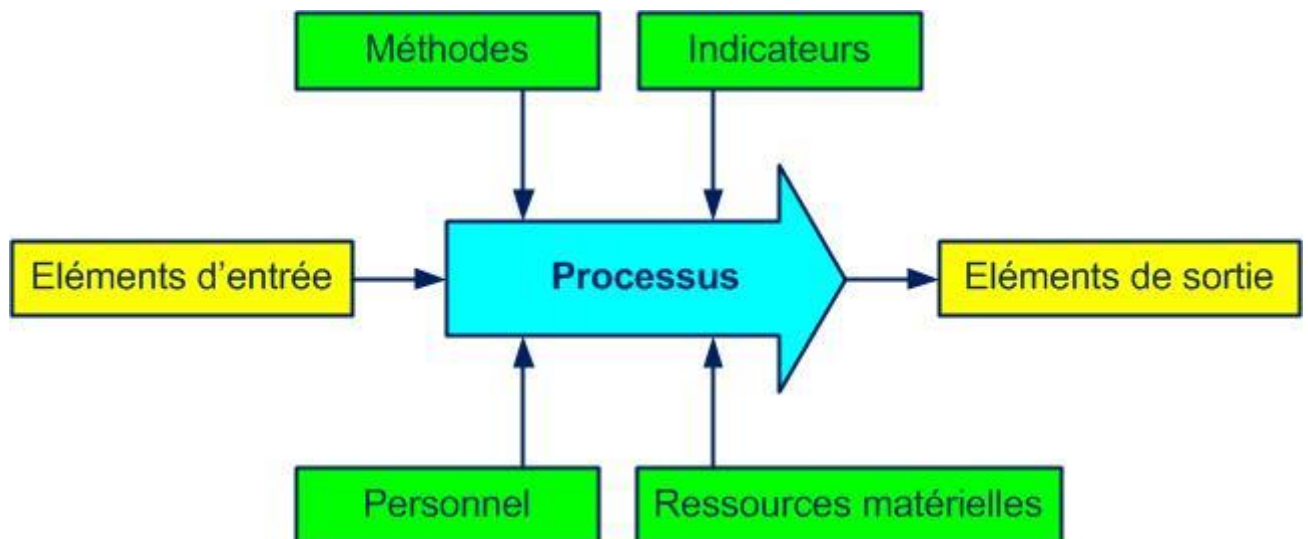 Méthodes
Indicateurs
Eléments d'entrée
Processus
Eléments de sortie
Personnel
Ressources matérielles